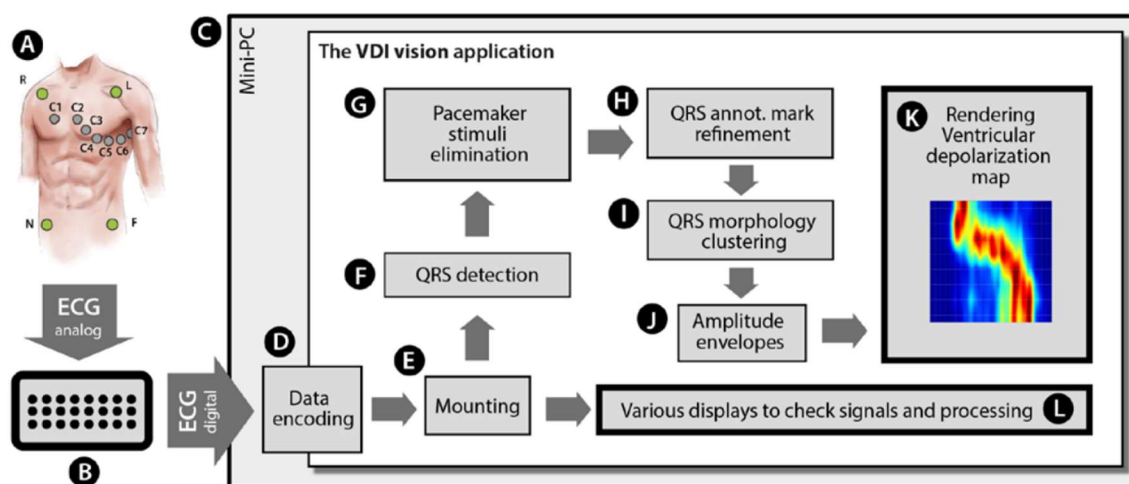 A
R
L
C1
C2
C3
C4
C5
C6
C7
N
F
ECG
analog
B
ECG
digital
C
Mini-PC
The VDI vision application
D
Data
encoding
E
Mounting
F
QRS detection
G
Pacemaker
stimuli
elimination
H
QRS annot. mark
refinement
I
QRS morphology
clustering
J
Amplitude
envelopes
K
Rendering
Ventricular
depolarization
map
Various displays to check signals and processing
L